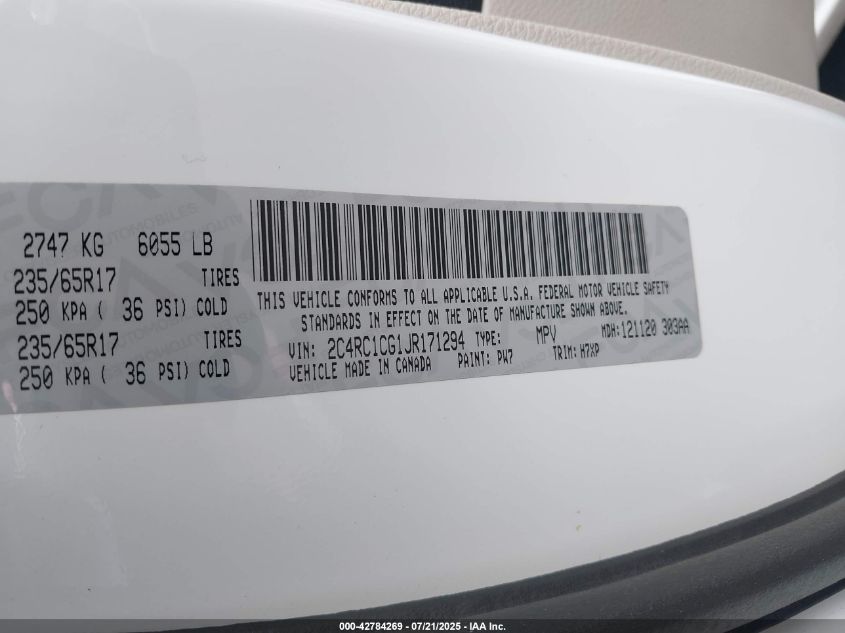 2747 KG 6055 LB
235/65R17 TIRES
250 KPA ( 36 PSI) COLD
235/65R17 TIRES
250 KPA ( 36 PSI) COLD
THIS VEHICLE CONFORMS TO ALL APPLICABLE U.S.A. FEDERAL MOTOR VEHICLE SAFETY
STANDARDS IN EFFECT ON THE DATE OF MANUFACTURE SHOWN ABOVE.
VIN: 2C4RC1CG1JR171294 TYPE: MPV MDH: 121120 303AA
VEHICLE MADE IN CANADA PAINT: PW7 TRIM: H7XP
000-42784269 - 07/21/2025 - IAA Inc.